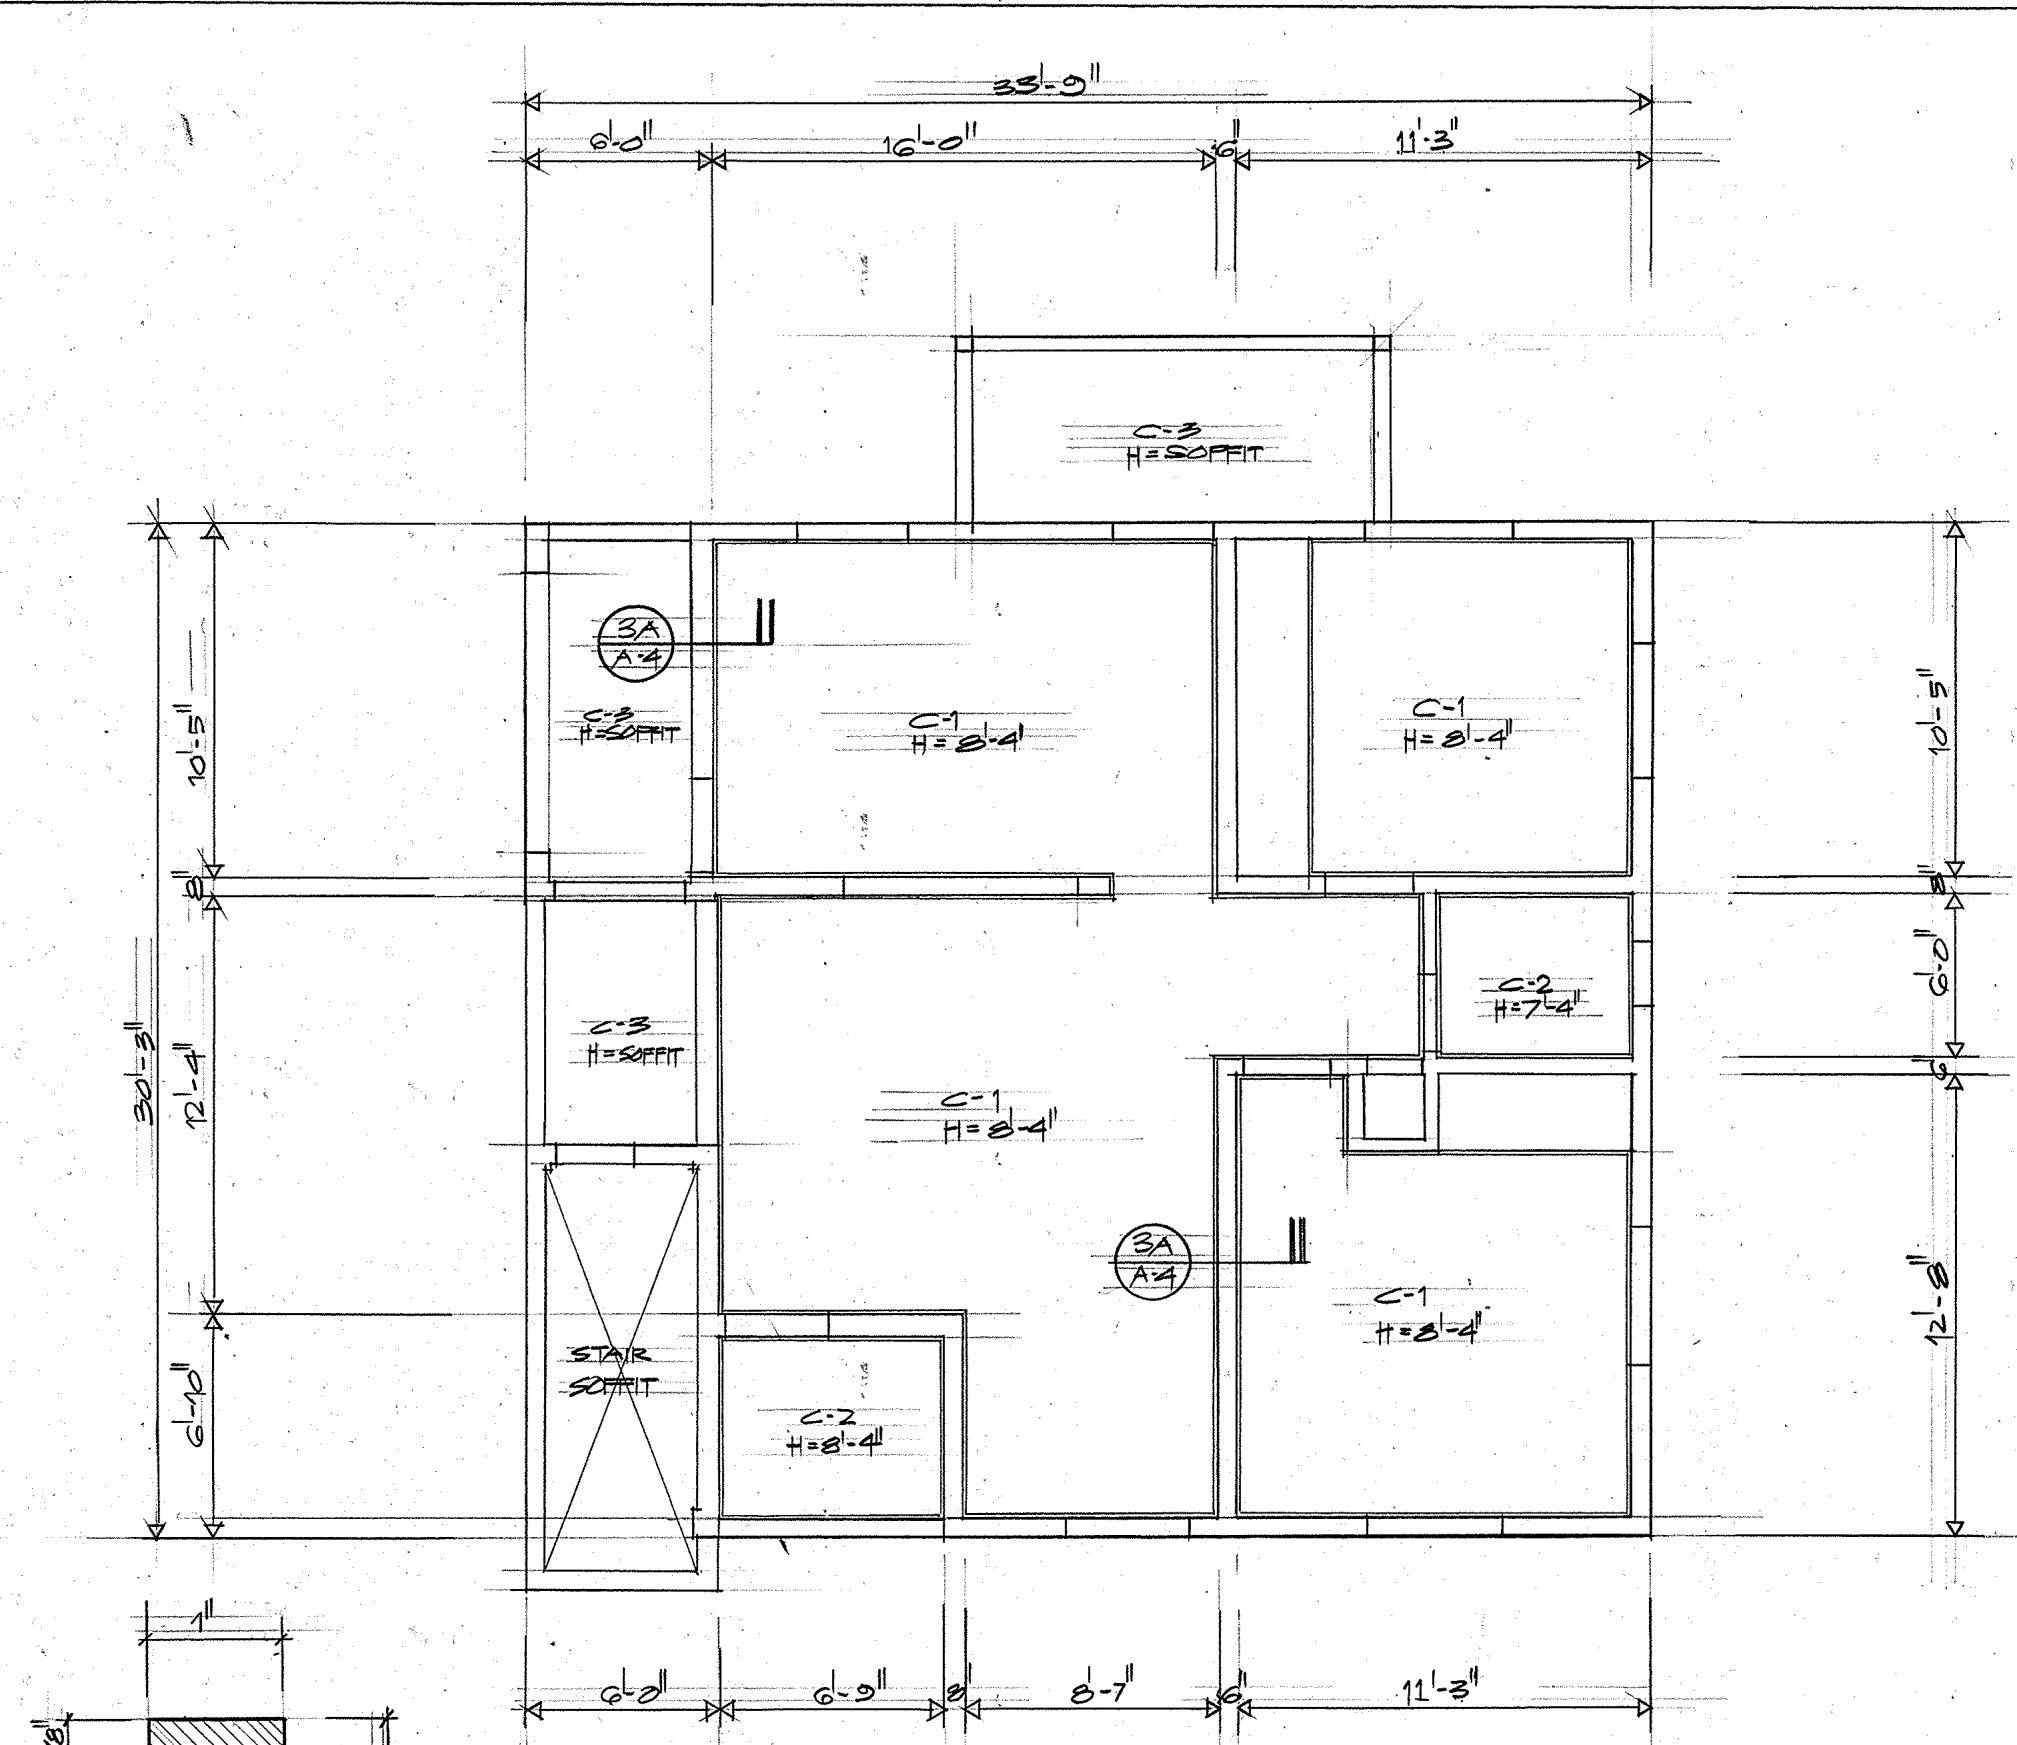 33'-9"
6'-0"
16'-0"
6"
11'-3"
C-3
H=SOFFIT
3A
A-4
C-3
H=SOFFIT
C-1
H=8'-4"
C-1
H=8'-4"
10'-5"
8"
12'-4"
30'-3"
6'-10"
10'-5"
8"
6'-0"
6"
12'-8"
C-3
H=SOFFIT
C-2
H=7'-4"
C-1
H=8'-4"
3A
A-4
C-1
H=8'-4"
STAIR
SOFFIT
C-2
H=8'-4"
1"
6'-0"
6'-9"
8"
8'-7"
6"
11'-3"